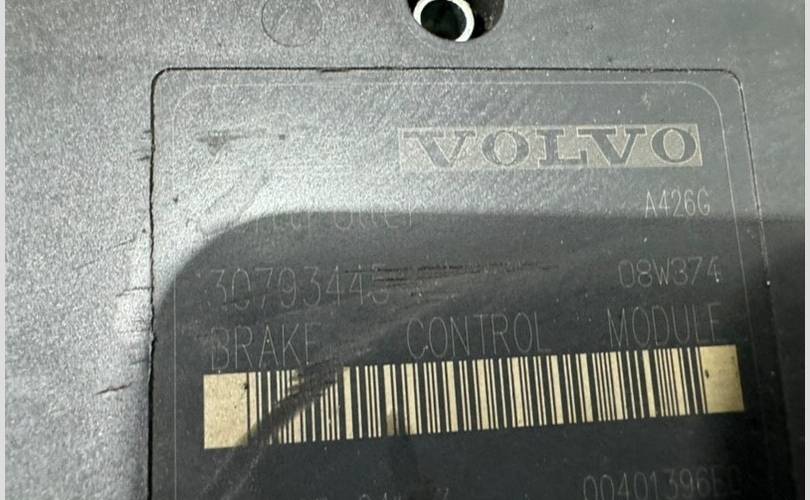 VOLVO
A426G
30793445 08W374
BRAKE CONTROL MODULE